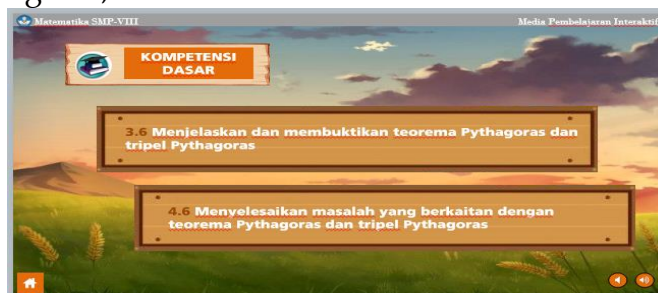 Matematika SMP-VIII
Media Pembelajaran Interaktif
KOMPETENSI
DASAR
3.6 Menjelaskan dan membuktikan teorema Pythagoras dan
tripel Pythagoras
4.6 Menyelesaikan masalah yang berkaitan dengan
teorema Pythagoras dan tripel Pythagoras